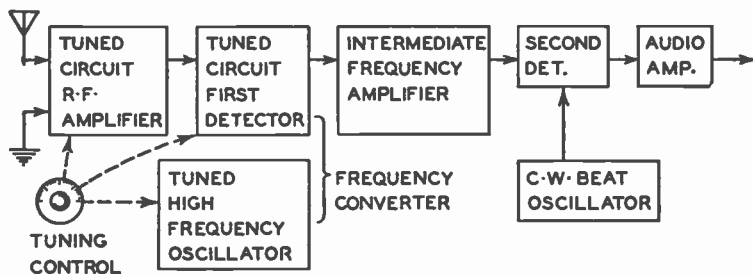 TUNED
CIRCUIT
R·F·
AMPLIFIER
TUNED
CIRCUIT
FIRST
DETECTOR
INTERMEDIATE
FREQUENCY
AMPLIFIER
SECOND
DET.
AUDIO
AMP.
TUNED
HIGH
FREQUENCY
OSCILLATOR
FREQUENCY
CONVERTER
C·W·BEAT
OSCILLATOR
TUNING
CONTROL